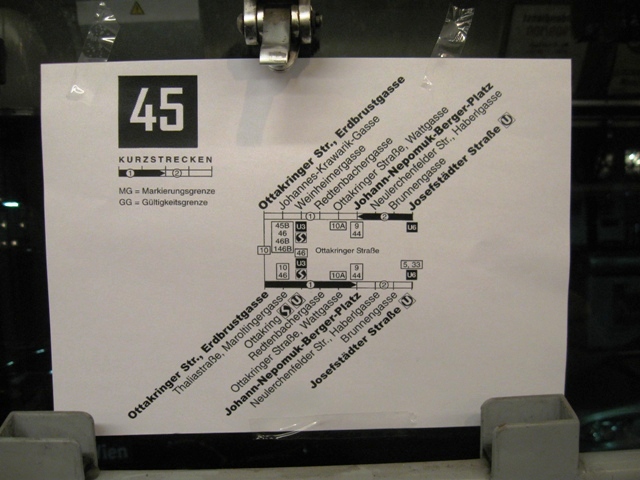 45
KURZSTRECKEN
1 2
MG = Markierungsgrenze
GG = Gültigkeitsgrenze
Ottakringer Str., Erdbrustgasse
Johannes-Krawarik-Gasse
Weinheimergasse
Redtenbachergasse
Ottakringer Straße, Wattgasse
Johann-Nepomuk-Berger-Platz
Neulerchenfelder Str., Haberlgasse
Brunnengasse
Josefstädter Straße U
1 2
45B U3 10A 9 U6
46 S 44
46B
146B
10 46 Ottakringer Straße
U3
10 S 10A 9 5, 33
46 44 U6
1 2
Ottakringer Str., Erdbrustgasse
Thaliastraße, Maroltingergasse
Ottakring S U
Redtenbachergasse
Ottakringer Straße, Wattgasse
Johann-Nepomuk-Berger-Platz
Neulerchenfelder Str., Haberlgasse
Brunnengasse
Josefstädter Straße U
Wien